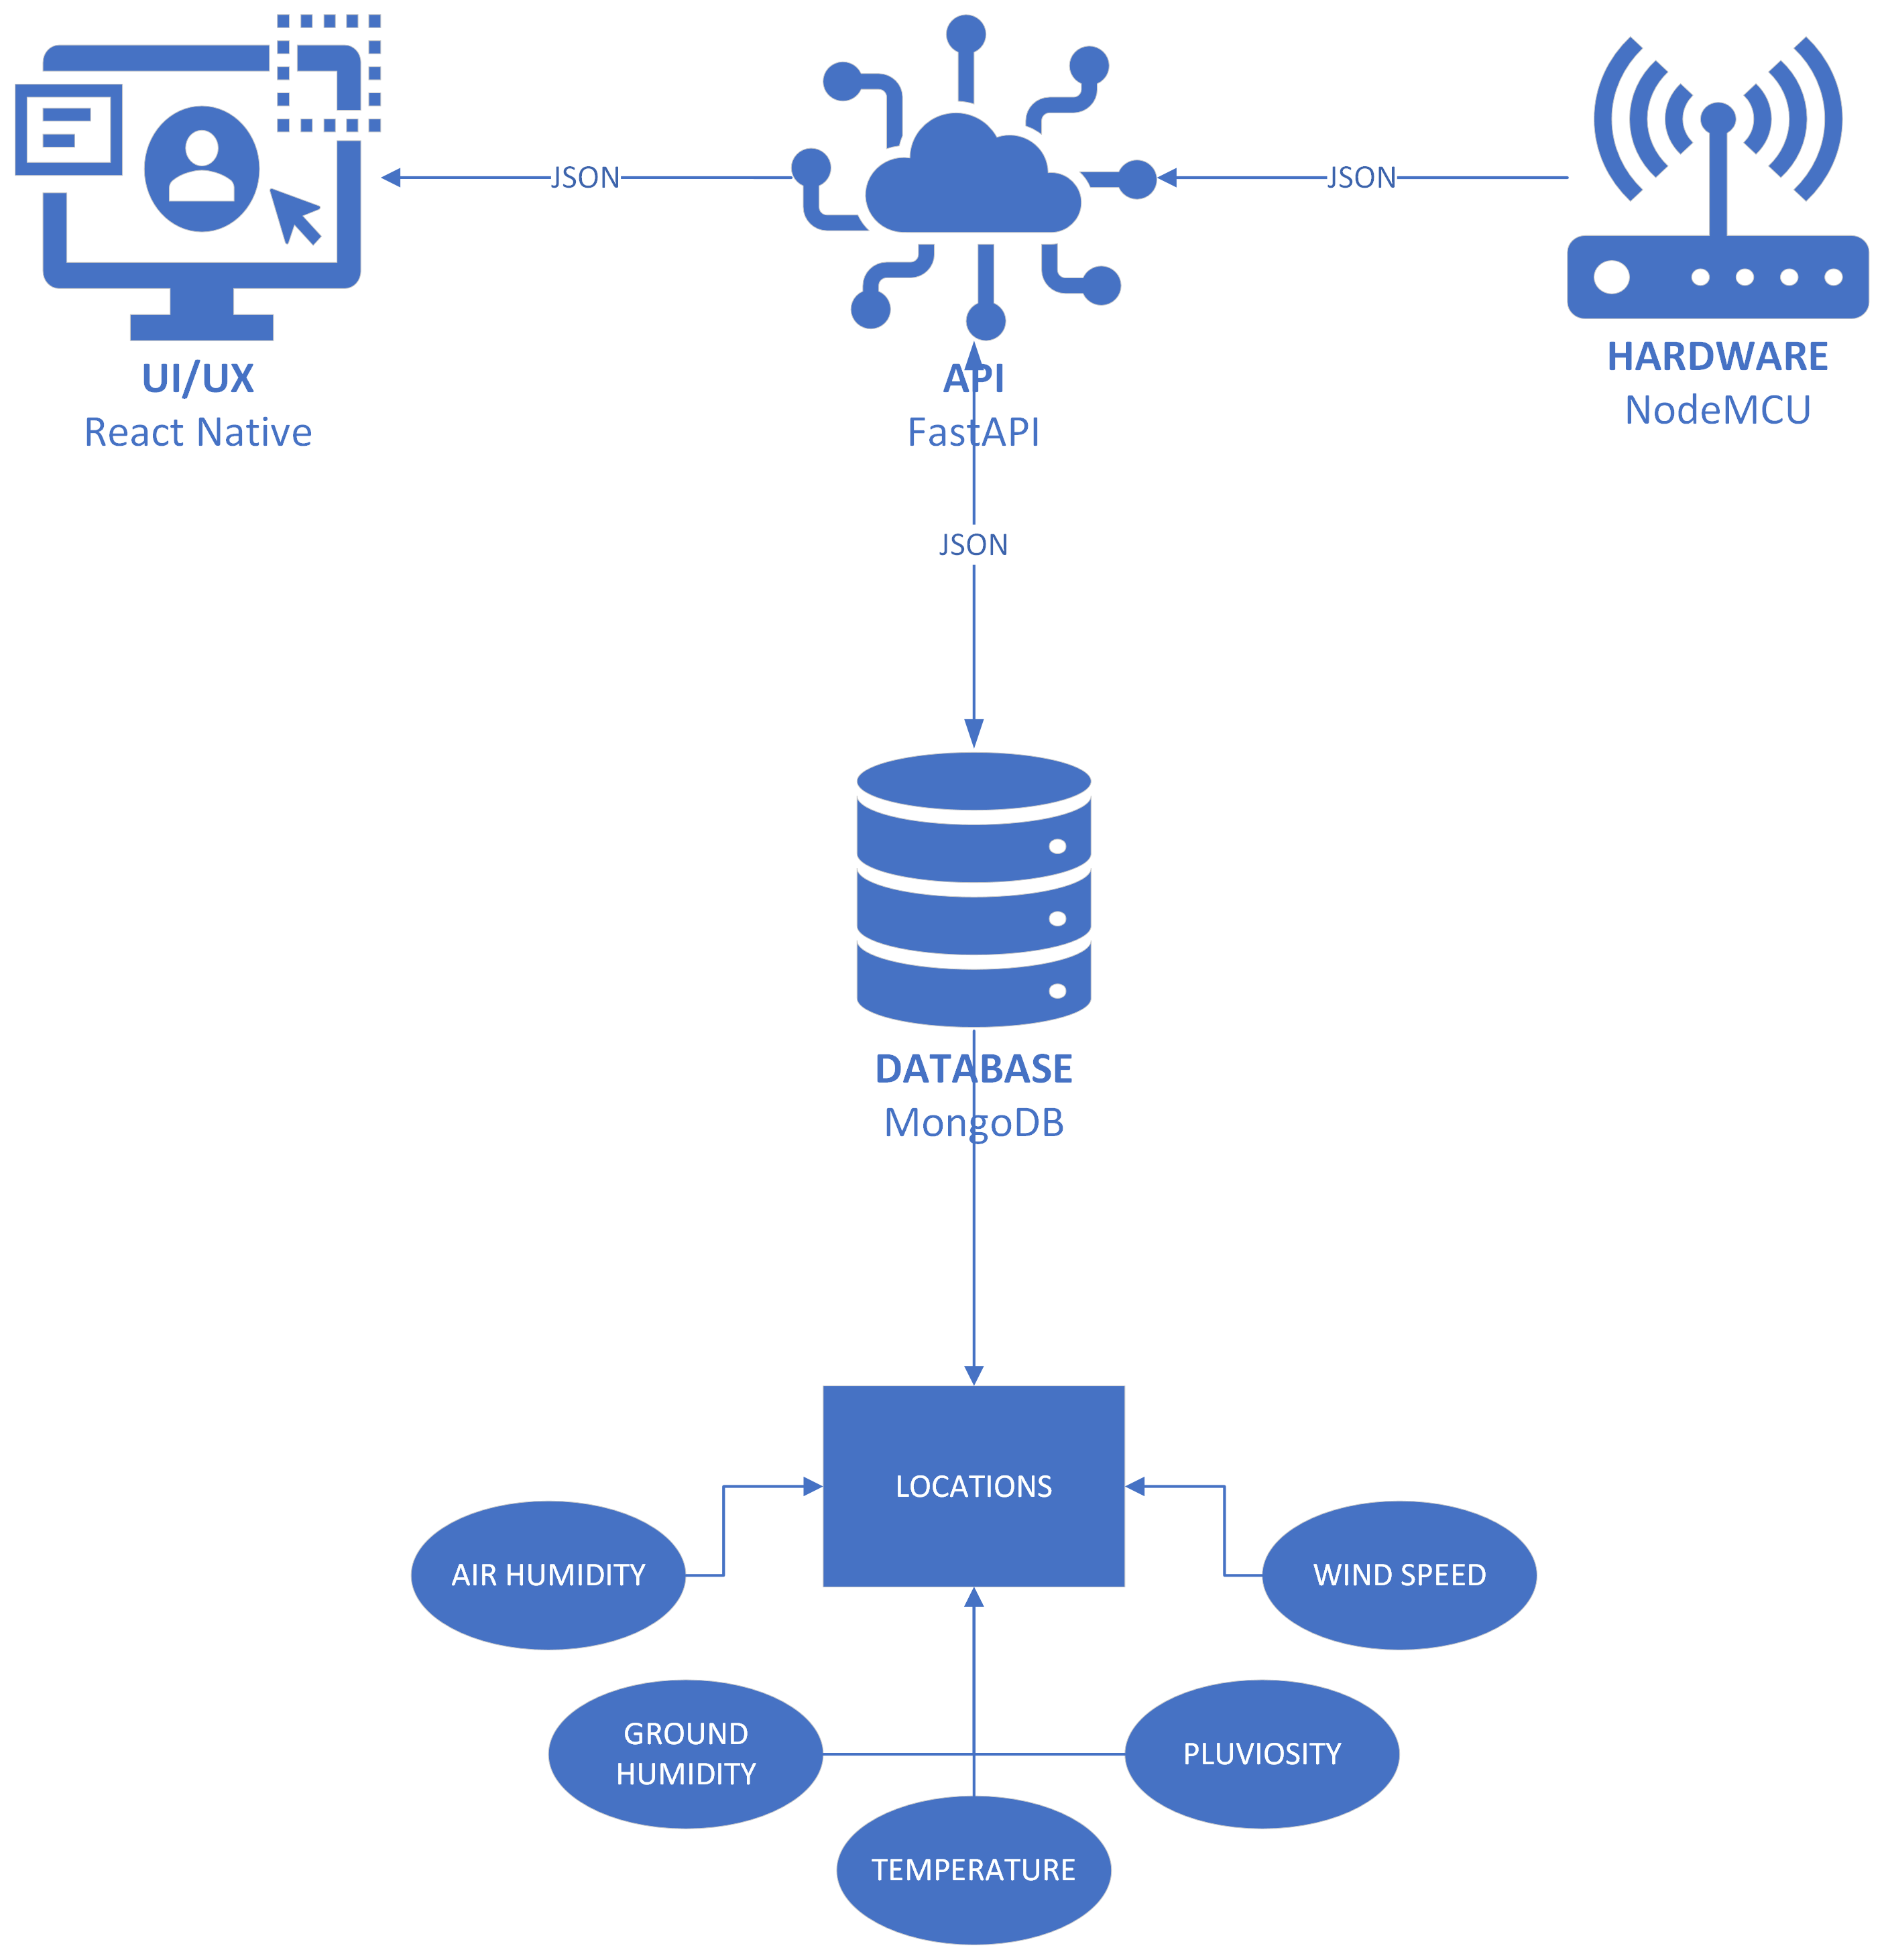 JSON
JSON
UI/UX
React Native
API
FastAPI
HARDWARE
NodeMCU
JSON
DATABASE
MongoDB
LOCATIONS
AIR HUMIDITY
WIND SPEED
GROUND
HUMIDITY
PLUVIOSITY
TEMPERATURE